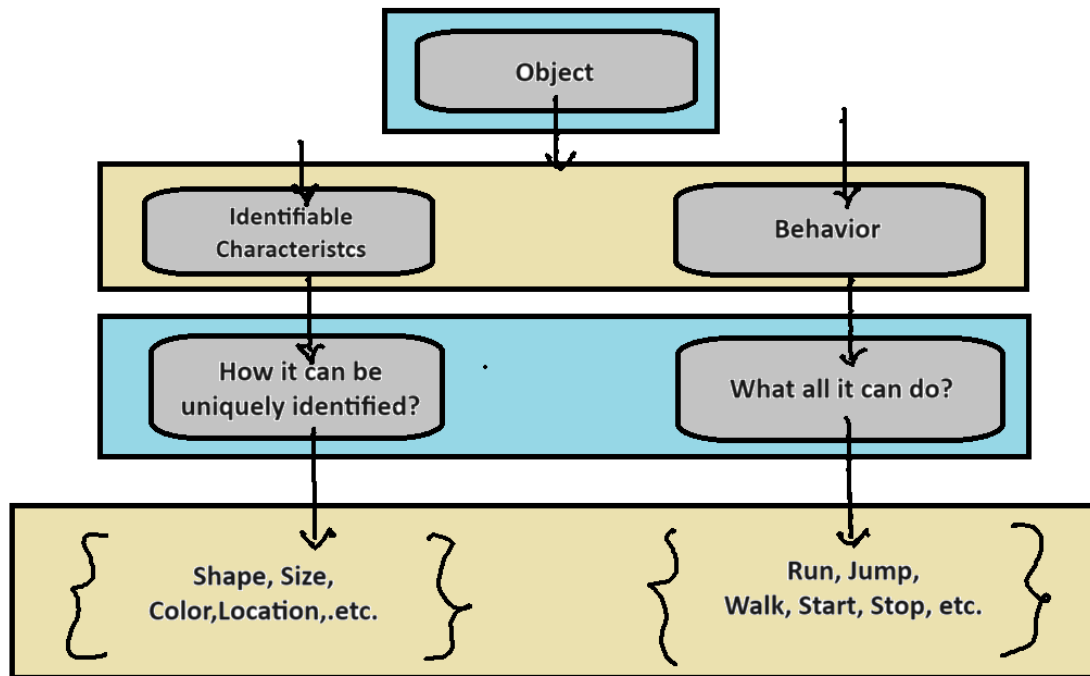 Object
Identifiable
Characteristcs
Behavior
How it can be
uniquely identified?
What all it can do?
Shape, Size,
Color,Location,.etc.
Run, Jump,
Walk, Start, Stop, etc.